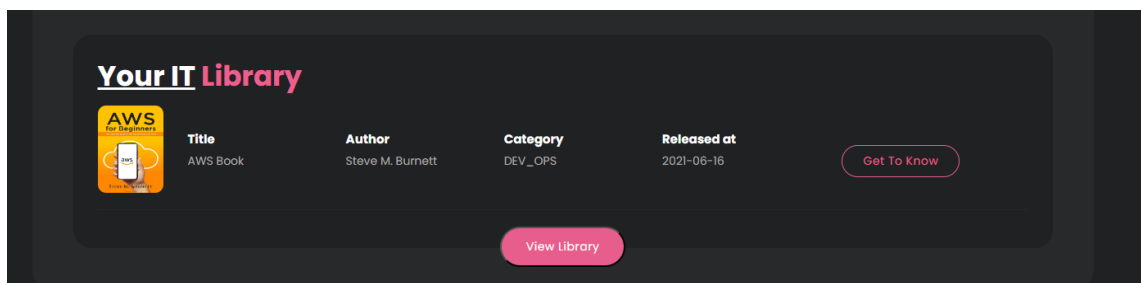 Your IT Library
AWS
for Beginners
aws
Title
AWS Book
Author
Steve M. Burnett
Category
DEV_OPS
Released at
2021-06-16
Get To Know
View Library